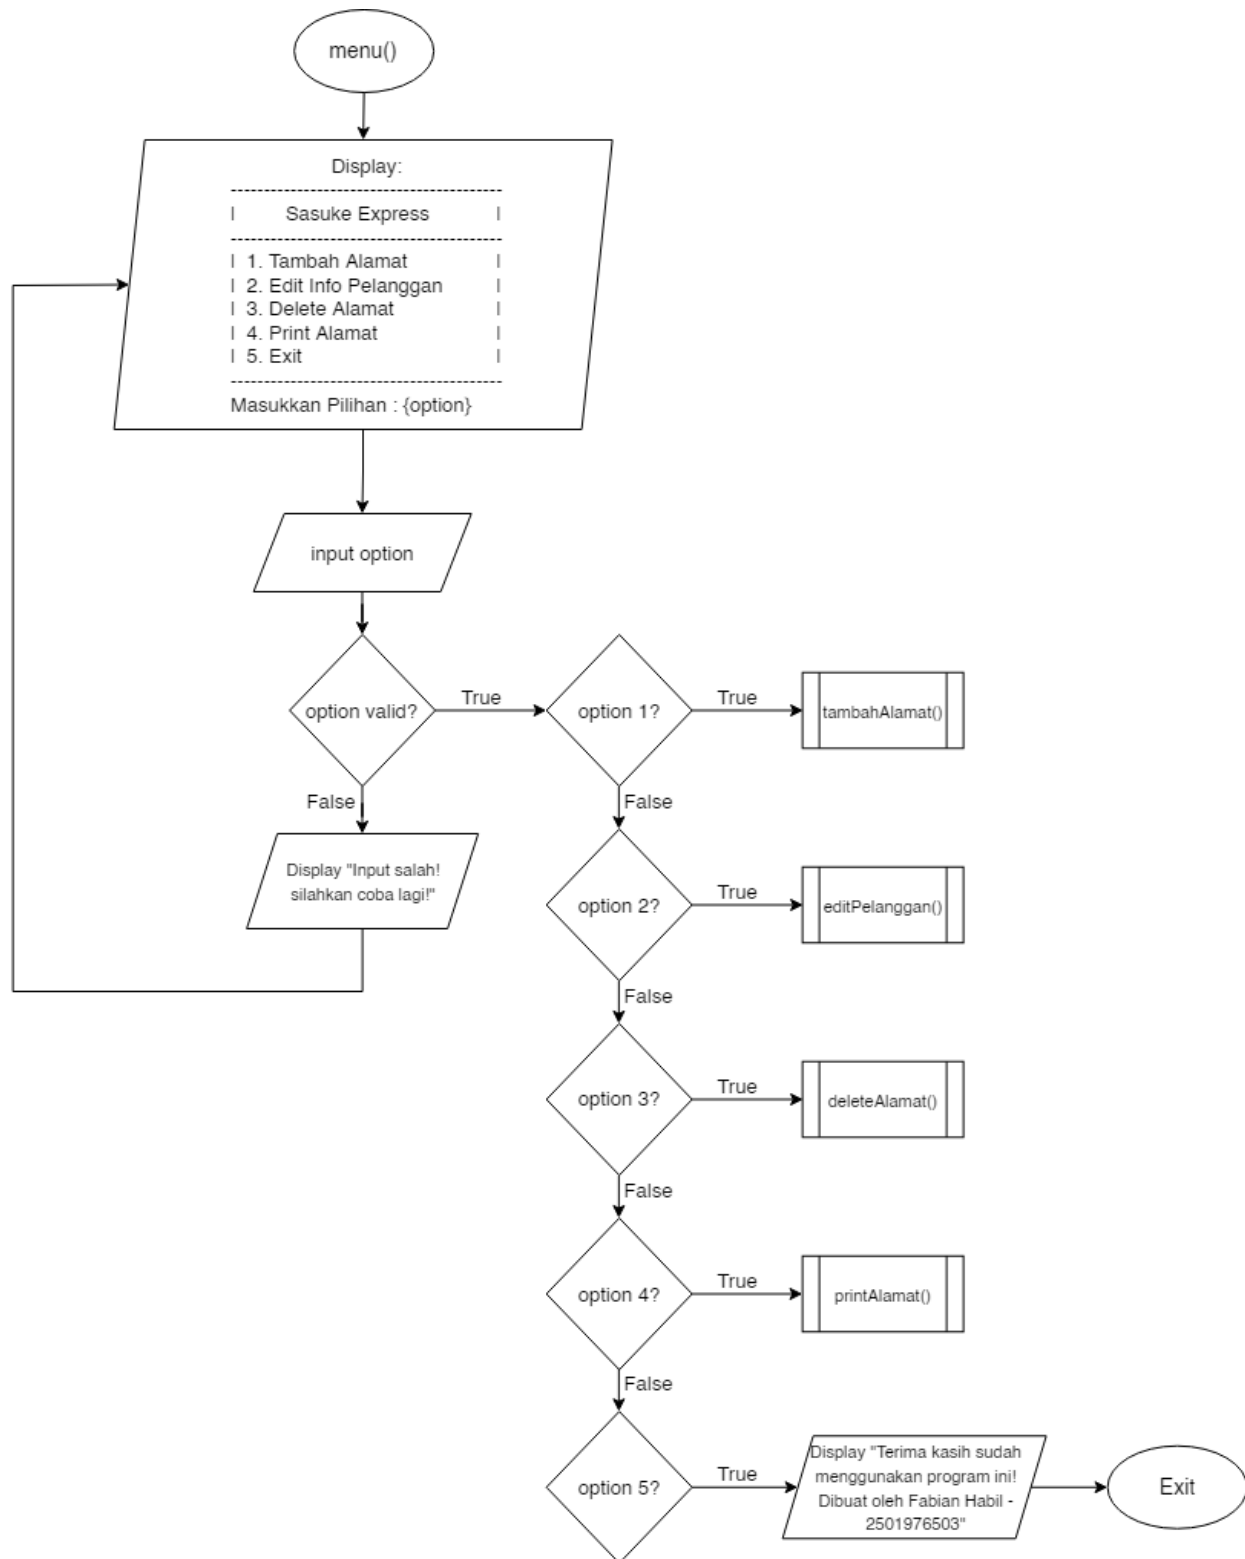 menu()
Display:
--------------------------------------
|         Sasuke Express          |
--------------------------------------
|  1. Tambah Alamat             |
|  2. Edit Info Pelanggan       |
|  3. Delete Alamat               |
|  4. Print Alamat                  |
|  5. Exit                               |
--------------------------------------
Masukkan Pilihan : {option}
input option
option valid?
True
False
Display "Input salah!
silahkan coba lagi!"
option 1?
True
tambahAlamat()
False
option 2?
True
editPelanggan()
False
option 3?
True
deleteAlamat()
False
option 4?
True
printAlamat()
False
option 5?
True
Display "Terima kasih sudah
menggunakan program ini!
Dibuat oleh Fabian Habil -
2501976503"
Exit